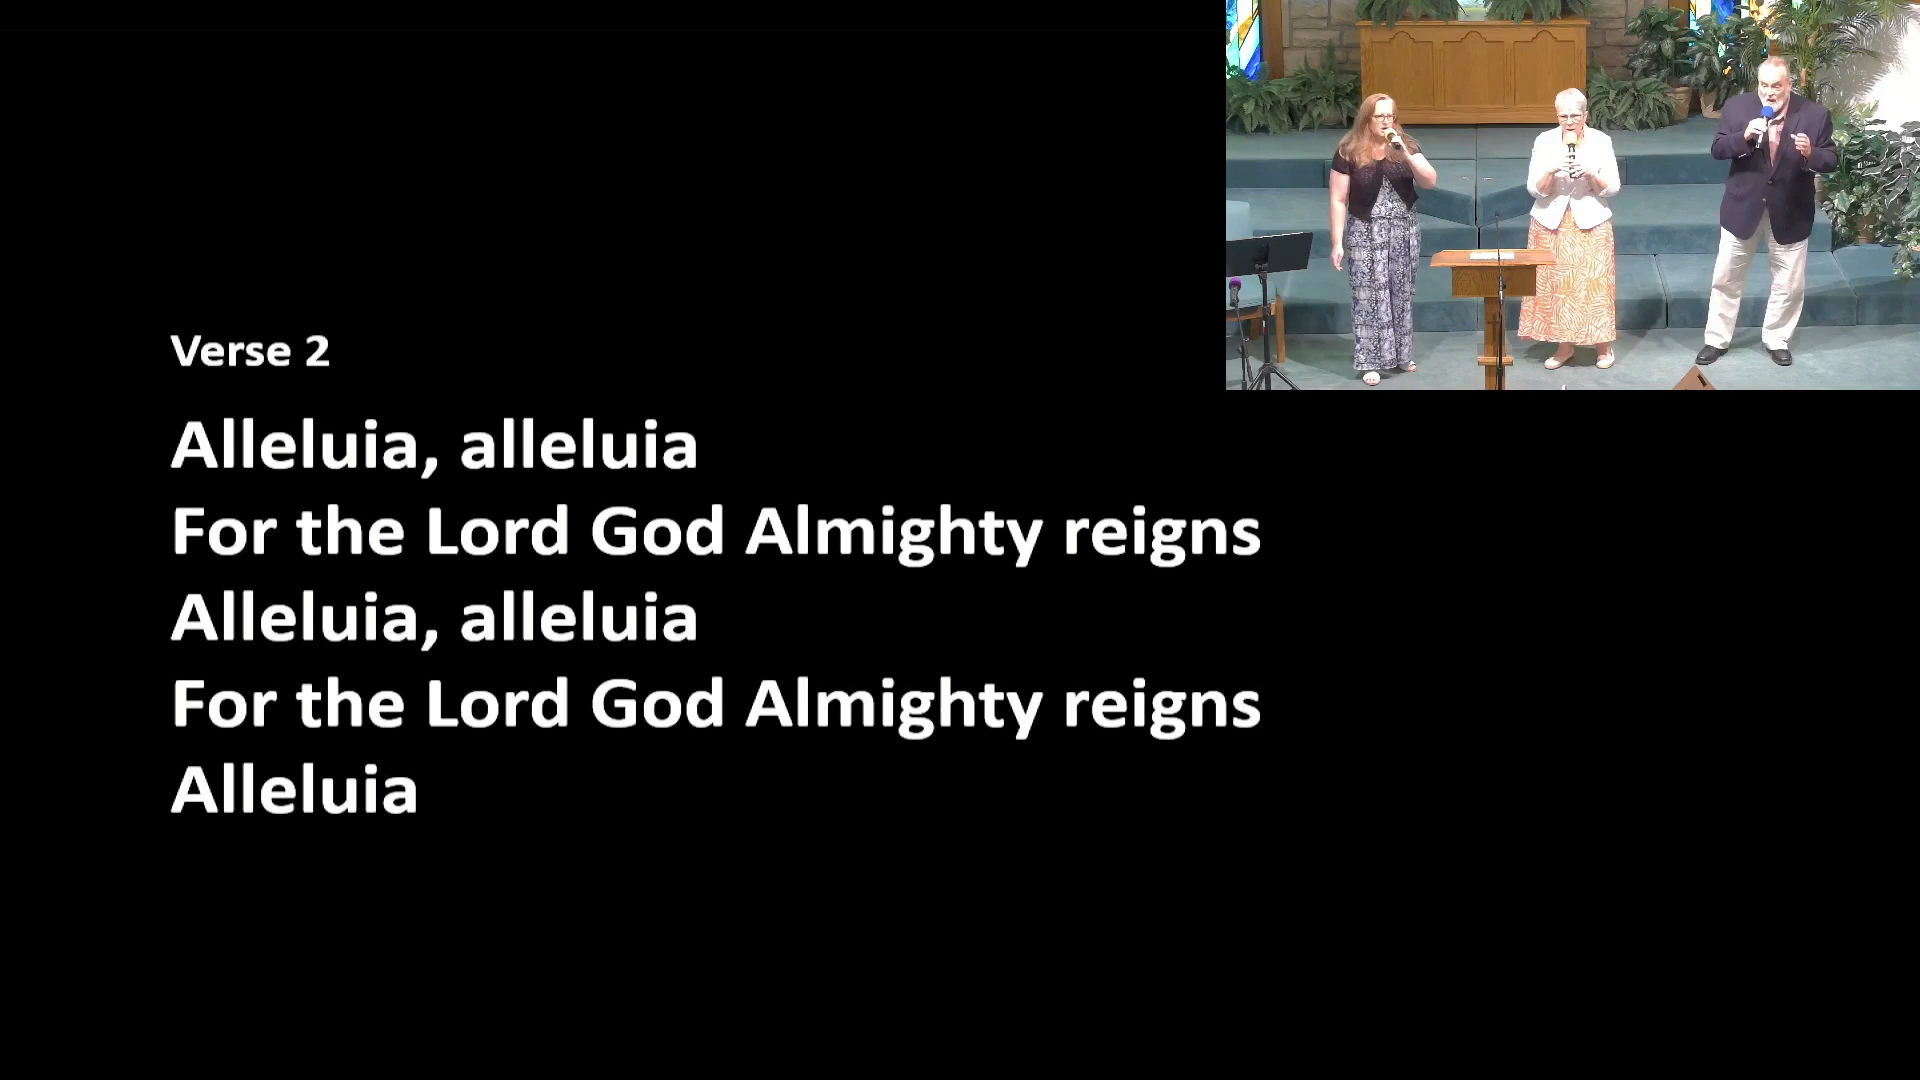 Verse 2
Alleluia, alleluia
For the Lord God Almighty reigns
Alleluia, alleluia
For the Lord God Almighty reigns
Alleluia